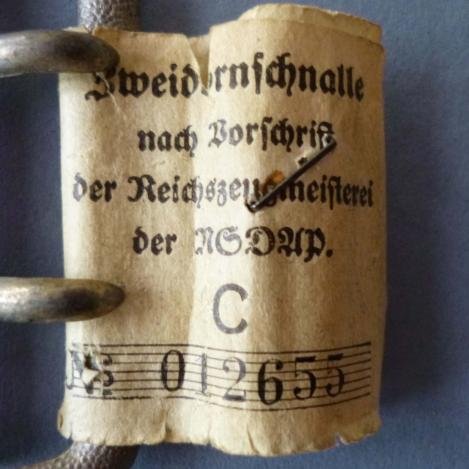 Zweidornschnalle
nach Vorschrift
der Reichszeugmeisterei
der NSDAP.
C
012655